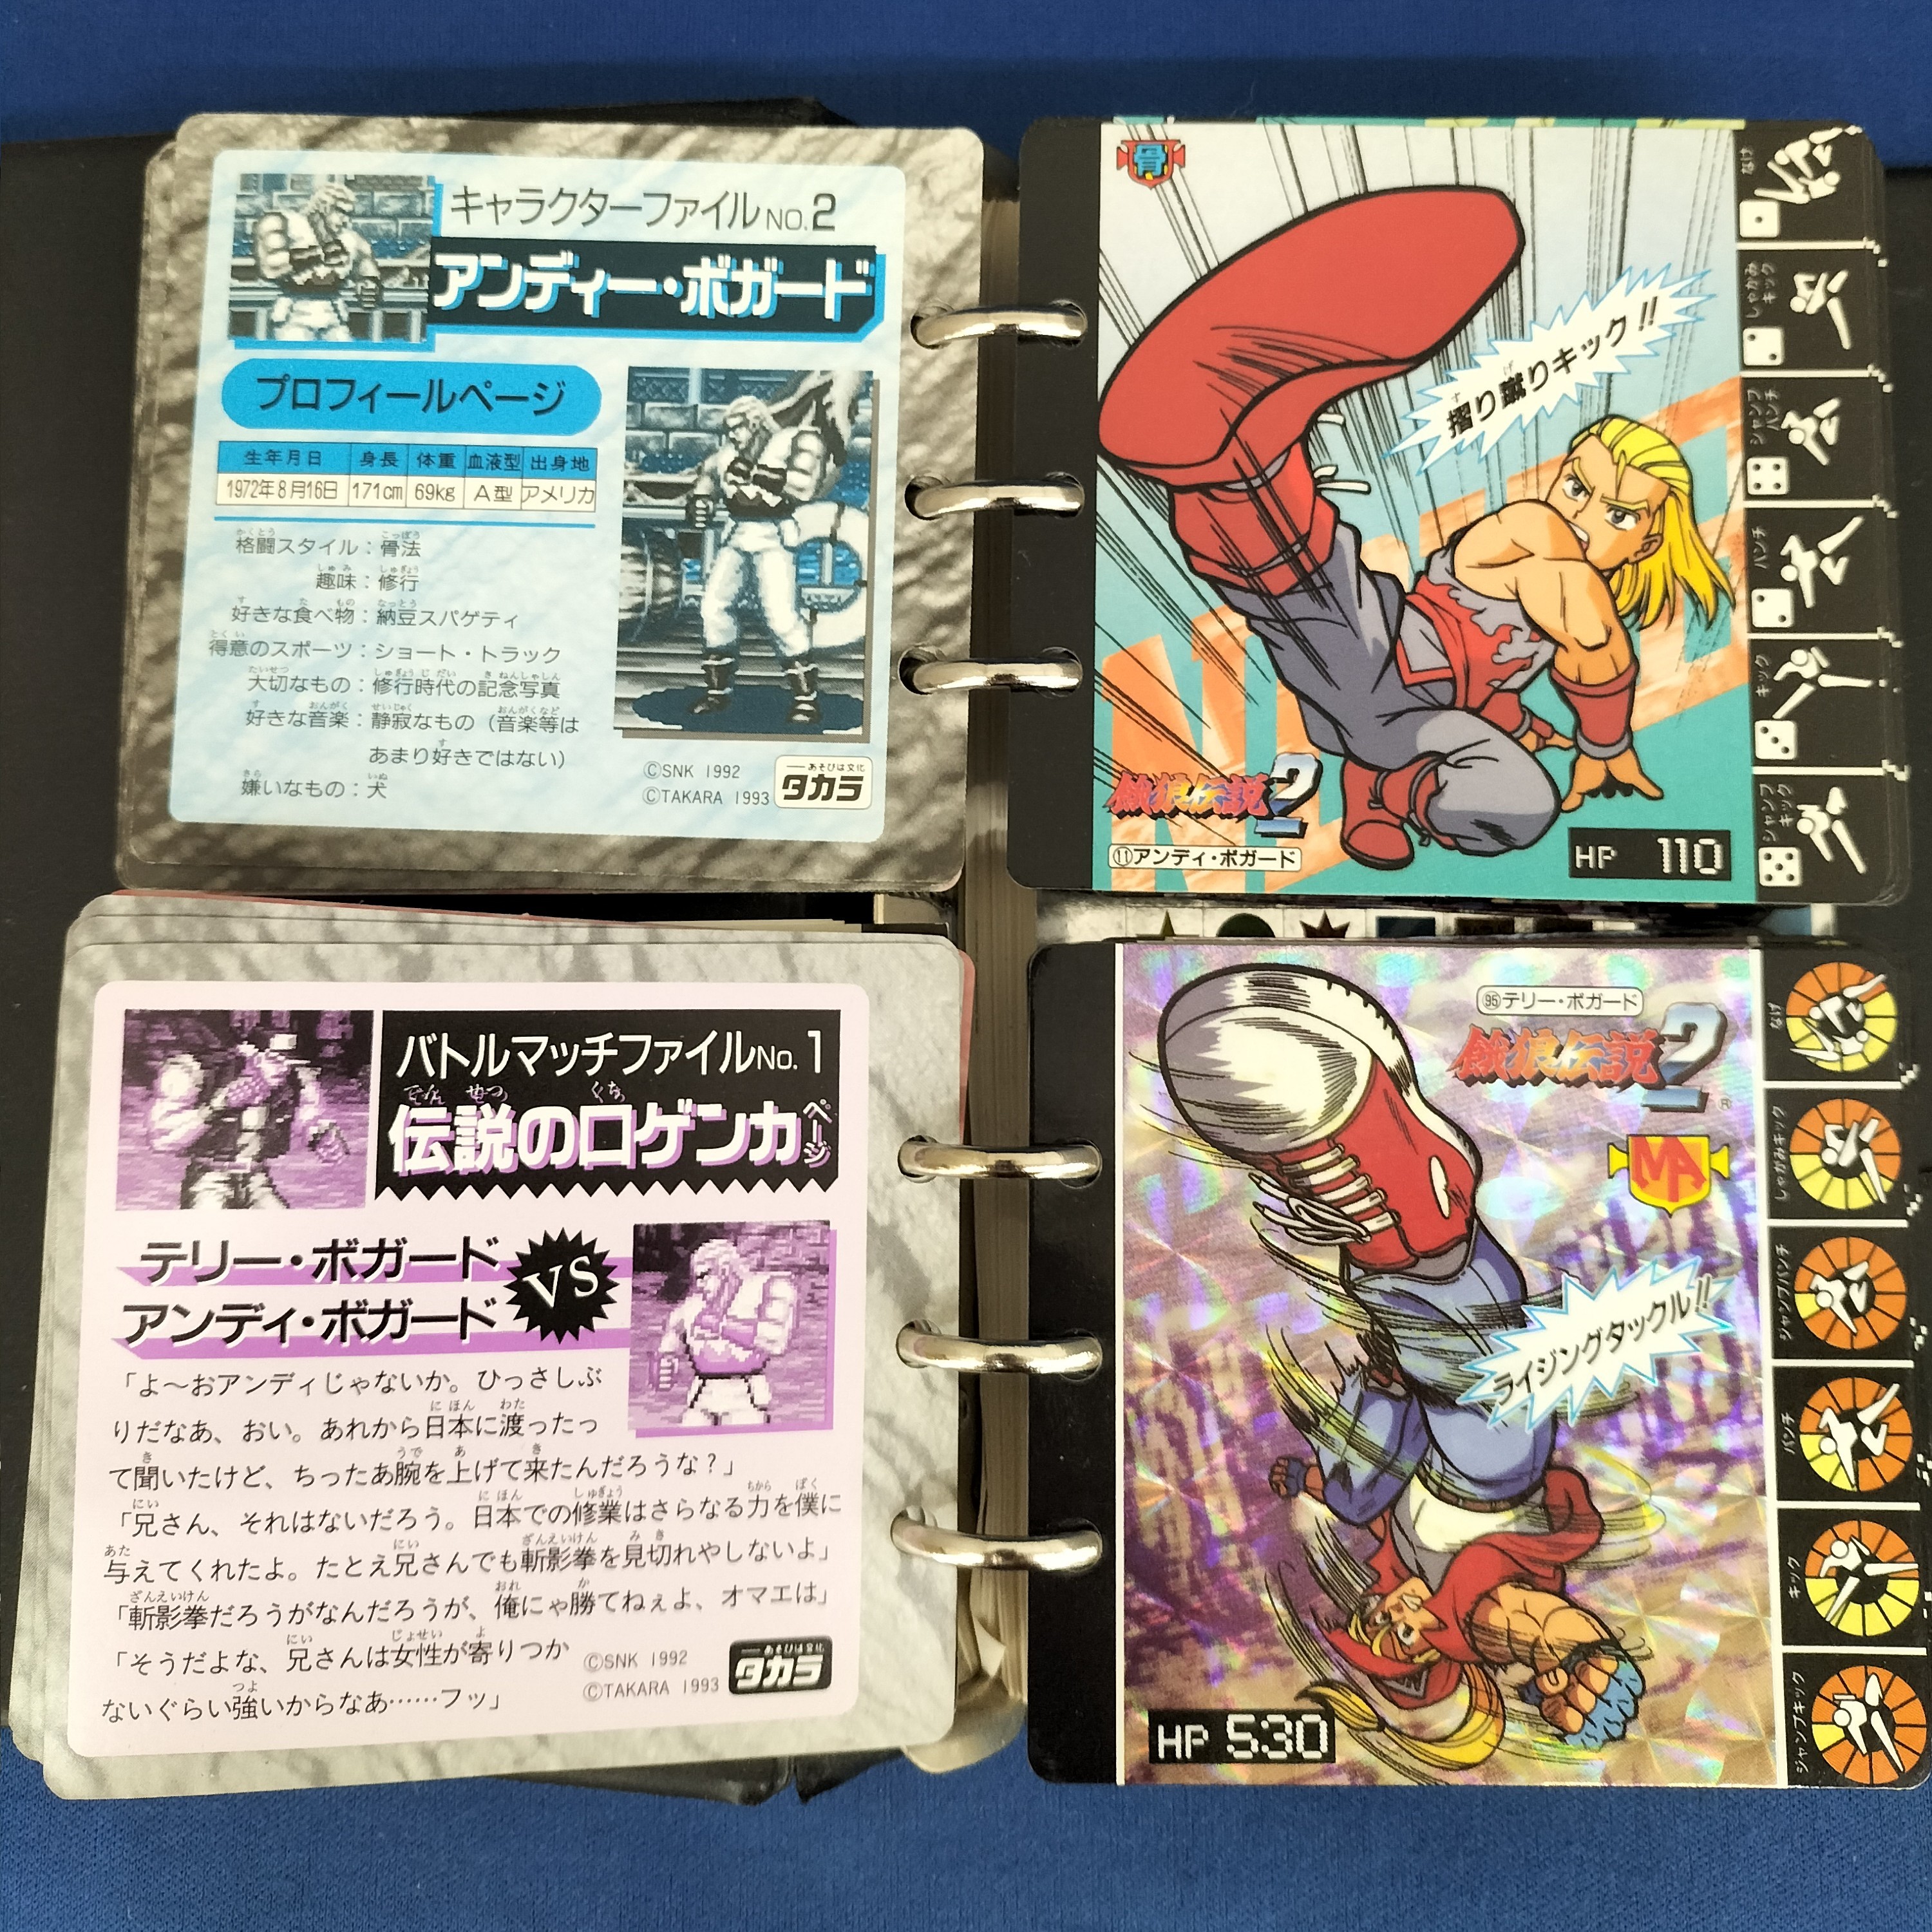 キャラクターファイルNO.2
アンディー・ボガード
プロフィールページ
生年月日 身長 体重 血液型 出身地
1972年8月16日 171cm 69kg A型 アメリカ
格闘スタイル：骨法
趣味：修行
好きな食べ物：納豆スパゲティ
得意のスポーツ：ショート・トラック
大切なもの：修行時代の記念写真
好きな音楽：静寂なもの（音楽等は
あまり好きではない）
嫌いなもの：犬
©SNK 1992
©TAKARA 1993
あそびは文化
タカラ
骨
摺り蹴りキック!!
餓狼伝説2
⑪アンディ・ボガード
HP 110
なげ
しゃがみキック
ジャンプパンチ
パンチ
キック
ジャンプキック
バトルマッチファイルNo.1
伝説の口ゲンカページ
テリー・ボガード
VS
アンディ・ボガード
「よ〜おアンディじゃないか。ひっさしぶ
りだなあ、おい。あれから日本に渡ったっ
て聞いたけど、ちったあ腕を上げて来たんだろうな？」
「兄さん、それはないだろう。日本での修業はさらなる力を僕に
与えてくれたよ。たとえ兄さんでも斬影拳を見切れやしないよ」
「斬影拳だろうがなんだろうが、俺にゃ勝てねぇよ、オマエは」
「そうだよな、兄さんは女性が寄りつか
ないぐらい強いからなあ……フッ」
©SNK 1992
©TAKARA 1993
あそびは文化
タカラ
95テリー・ボガード
餓狼伝説2
®
MA
ライジングタックル!!
HP 530
なげ
しゃがみキック
ジャンプパンチ
パンチ
キック
ジャンプキック